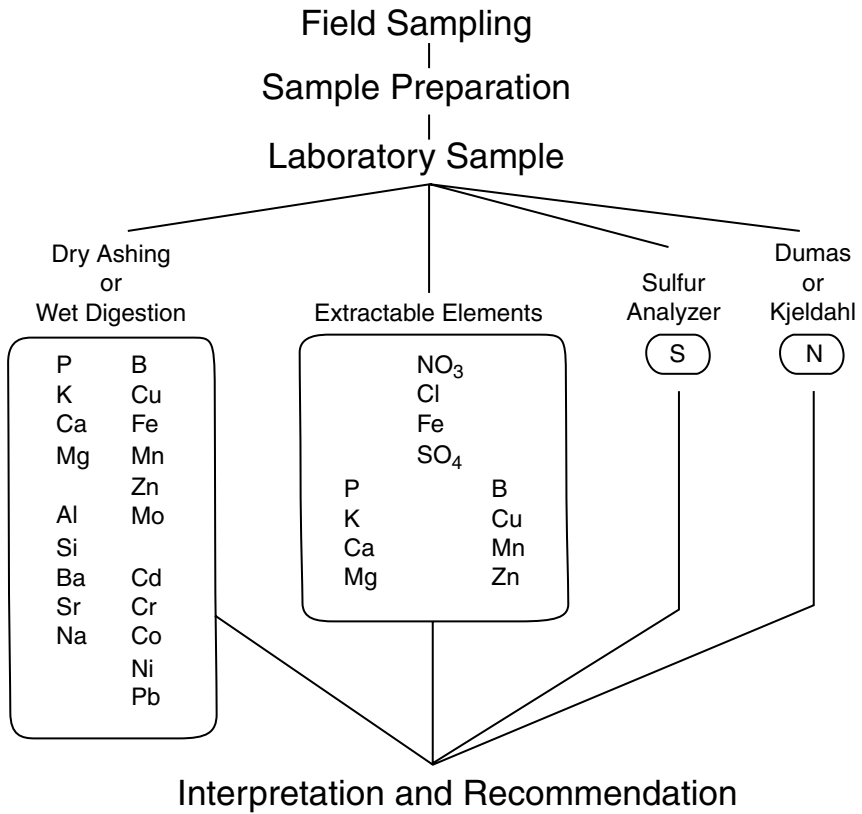 Field Sampling
Sample Preparation
Laboratory Sample
Dry Ashing
or
Wet Digestion
P B
K Cu
Ca Fe
Mg Mn
Zn
Al Mo
Si
Ba Cd
Sr Cr
Na Co
Ni
Pb
Extractable Elements
NO3
Cl
Fe
SO4
P B
K Cu
Ca Mn
Mg Zn
Sulfur
Analyzer
S
Dumas
or
Kjeldahl
N
Interpretation and Recommendation